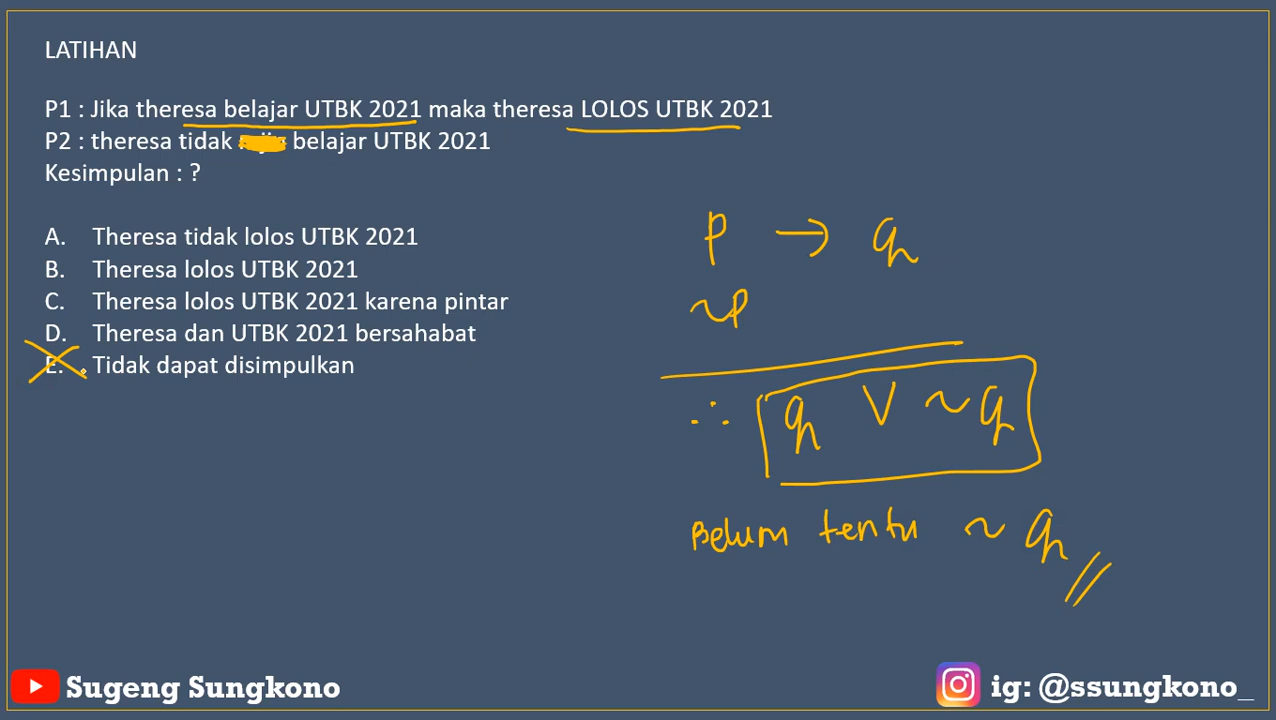 LATIHAN
P1 : Jika theresa belajar UTBK 2021 maka theresa LOLOS UTBK 2021
P2 : theresa tidak belajar UTBK 2021
Kesimpulan : ?
A. Theresa tidak lolos UTBK 2021
B. Theresa lolos UTBK 2021
C. Theresa lolos UTBK 2021 karena pintar
D. Theresa dan UTBK 2021 bersahabat
E. Tidak dapat disimpulkan
P → q
~P
∴ q V ~q
Belum tentu ~q //
Sugeng Sungkono
ig: @ssungkono_